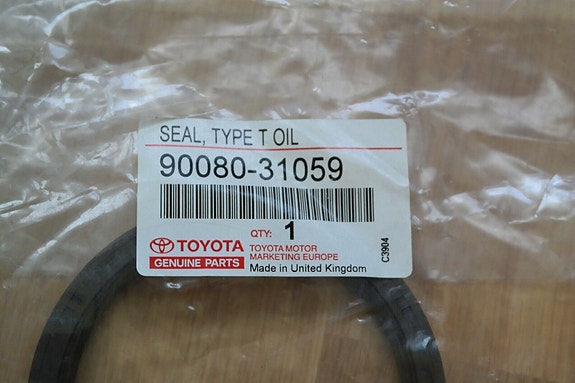 SEAL, TYPE T OIL
90080-31059
QTY: 1
TOYOTA
GENUINE PARTS
TOYOTA MOTOR
MARKETING EUROPE
Made in United Kingdom
C3904